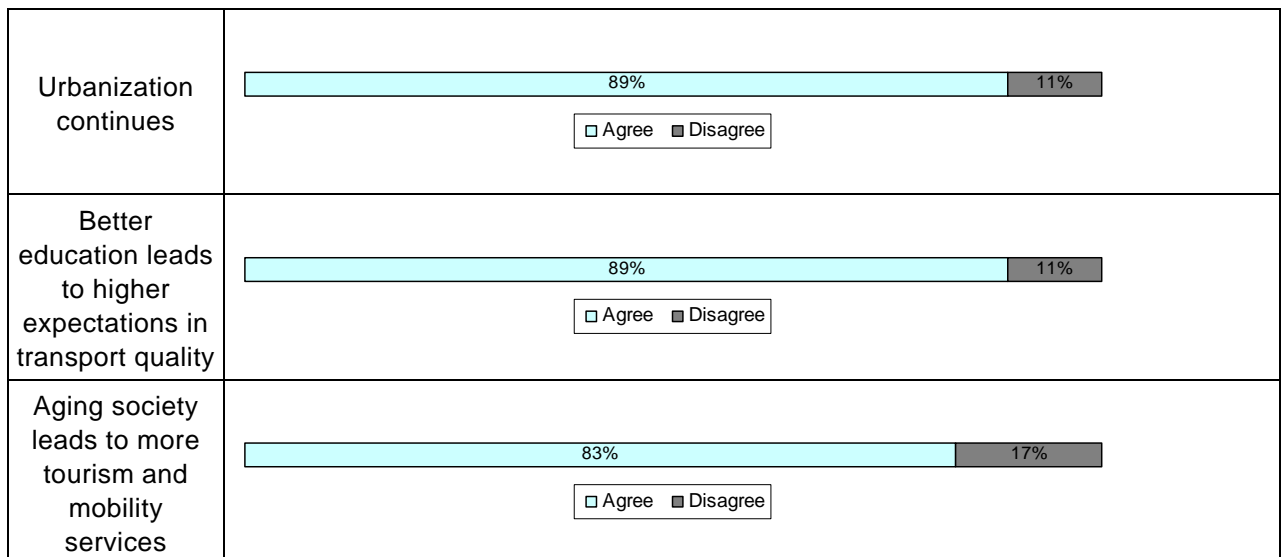 Urbanization
continues
89% 11%
Agree Disagree
Better
education leads
to higher
expectations in
transport quality
89% 11%
Agree Disagree
Aging society
leads to more
tourism and
mobility
services
83% 17%
Agree Disagree